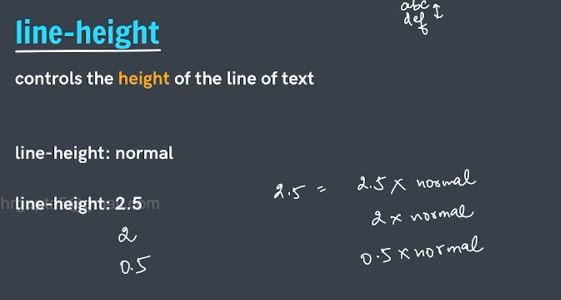 line-height
abc
def
controls the height of the line of text
line-height: normal
line-height: 2.5
2
0.5
2.5 = 2.5 x normal
2 x normal
0.5 x normal